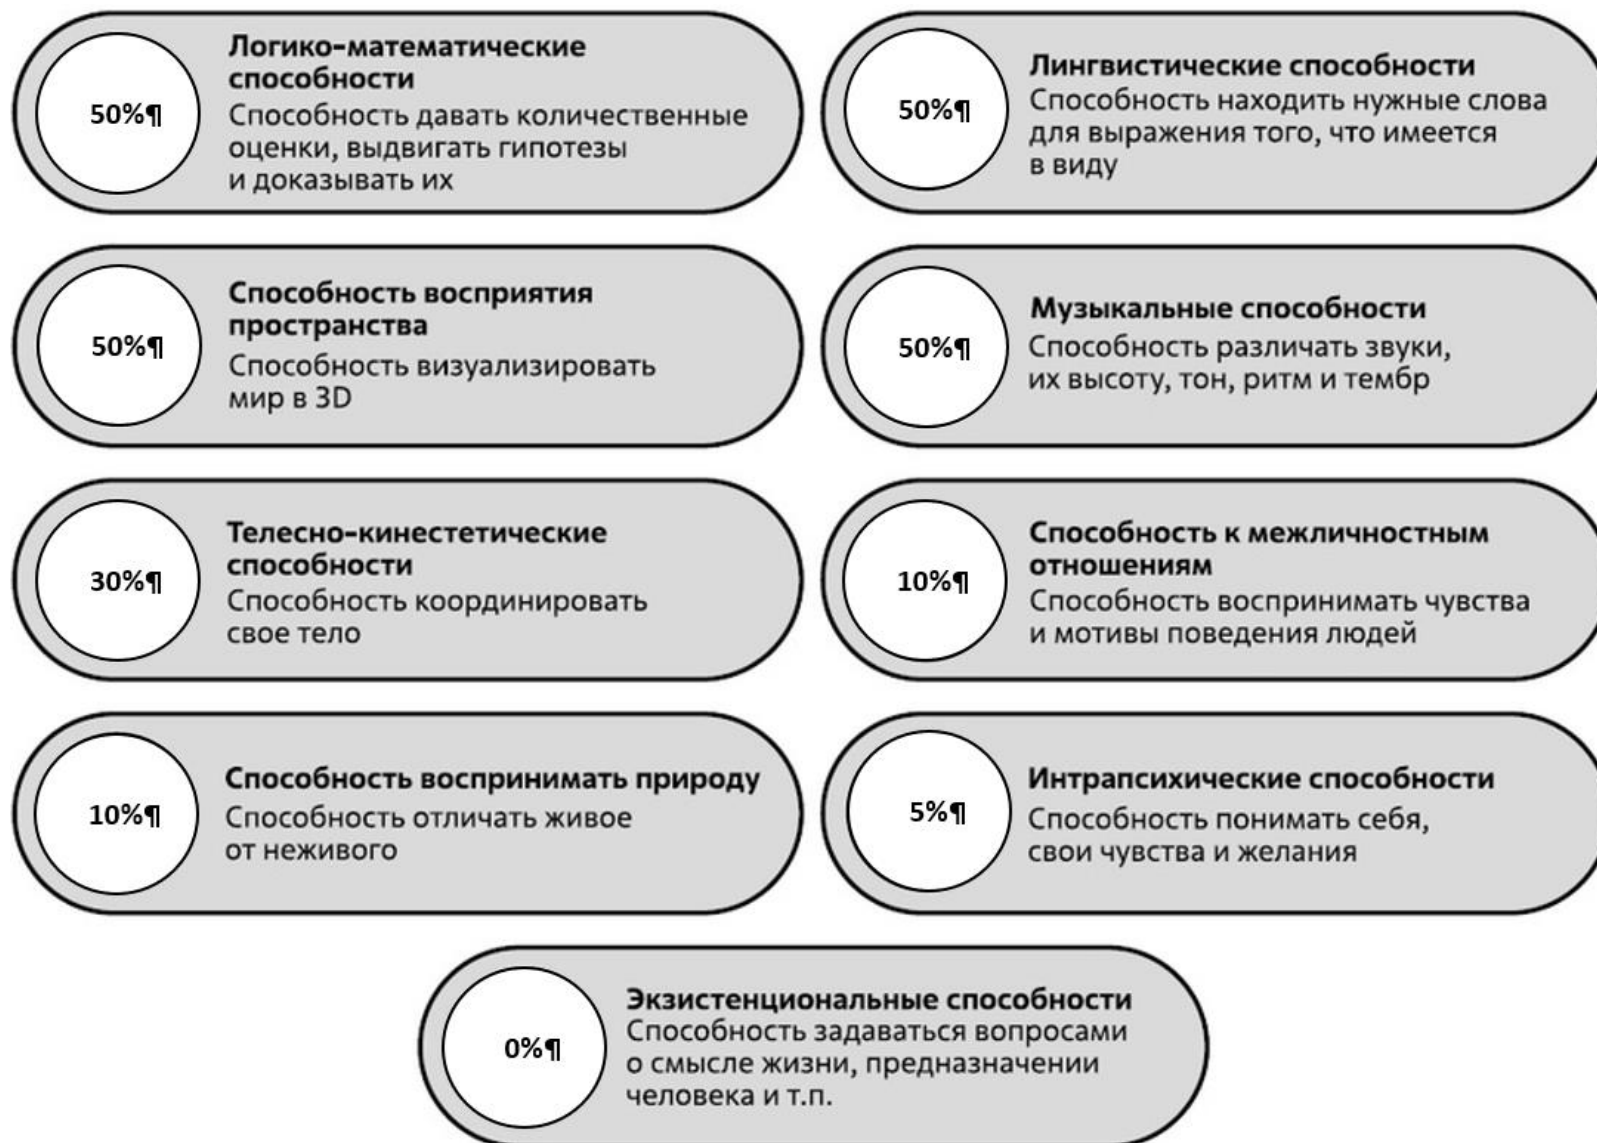 50%¶
Логико-математические
способности
Способность давать количественные
оценки, выдвигать гипотезы
и доказывать их
50%¶
Лингвистические способности
Способность находить нужные слова
для выражения того, что имеется
в виду
50%¶
Способность восприятия
пространства
Способность визуализировать
мир в 3D
50%¶
Музыкальные способности
Способность различать звуки,
их высоту, тон, ритм и тембр
30%¶
Телесно-кинестетические
способности
Способность координировать
свое тело
10%¶
Способность к межличностным
отношениям
Способность воспринимать чувства
и мотивы поведения людей
10%¶
Способность воспринимать природу
Способность отличать живое
от неживого
5%¶
Интрапсихические способности
Способность понимать себя,
свои чувства и желания
0%¶
Экзистенциональные способности
Способность задаваться вопросами
о смысле жизни, предназначении
человека и т.п.